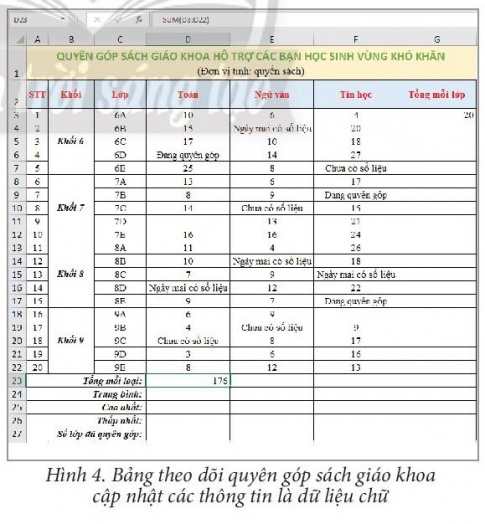 D23 SUM(D3:D22)
A B C D E F G
1 QUYÊN GÓP SÁCH GIÁO KHOA HỖ TRỢ CÁC BẠN HỌC SINH VÙNG KHÓ KHĂN
(Đơn vị tính: quyển sách)
2 STT Khối Lớp Toán Ngữ văn Tin học Tổng mỗi lớp
3 1 6A 10 6 4 20
4 2 6B 15 Ngày mai có số liệu 20
5 3 Khối 6 6C 17 10 18
6 4 6D Đang quyên góp 14 27
7 5 6E 25 8 Chưa có số liệu
8 6 7A 13 6 17
9 7 7B 8 9 Đang quyên góp
10 8 Khối 7 7C 14 Chưa có số liệu 15
11 9 7D 13 21
12 10 7E 16 16 24
13 11 8A 11 4 26
14 12 8B 10 Ngày mai có số liệu 18
15 13 Khối 8 8C 7 9 Ngày mai có số liệu
16 14 8D Ngày mai có số liệu 12 22
17 15 8E 9 7 Đang quyên góp
18 16 9A 6 9
19 17 9B 4 Chưa có số liệu 9
20 18 Khối 9 9C Chưa có số liệu 8 17
21 19 9D 3 6 16
22 20 9E 8 12 13
23 Tổng mỗi loại: 176
24 Trung bình:
25 Cao nhất:
26 Thấp nhất:
27 Số lớp đã quyên góp:
Hình 4. Bảng theo dõi quyên góp sách giáo khoa
cập nhật các thông tin là dữ liệu chữ